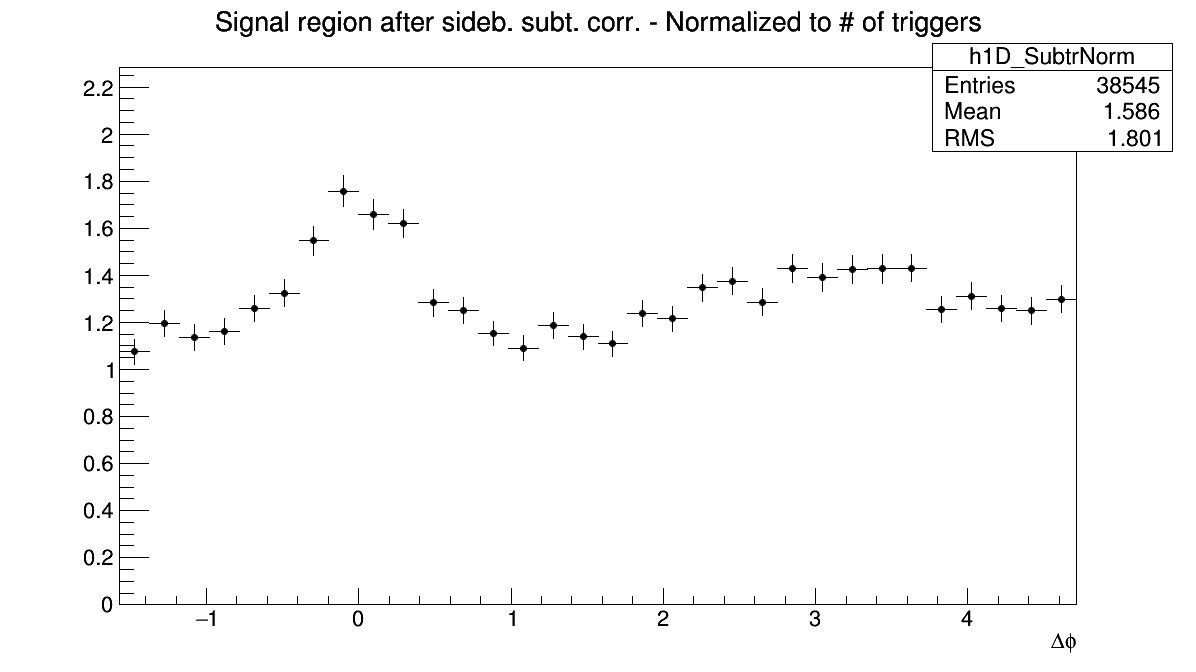 Signal region after sideb. subt. corr. - Normalized to # of triggers
h1D_SubtrNorm
Entries 38545
Mean 1.586
RMS 1.801
2.2
2
1.8
1.6
1.4
1.2
1
0.8
0.6
0.4
0.2
0
−1 0 1 2 3 4
Δϕ